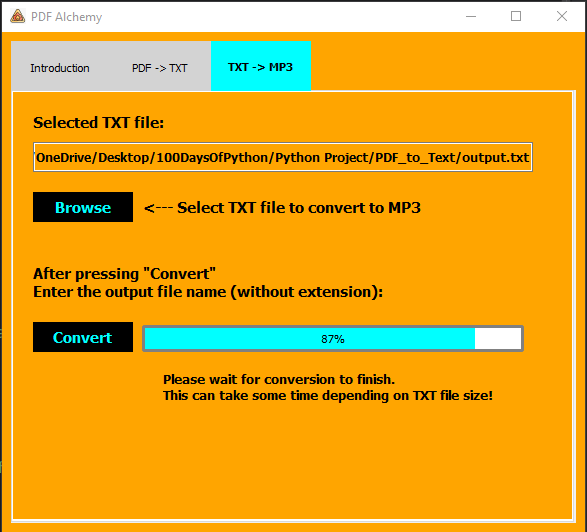 PDF Alchemy
Introduction
PDF -> TXT
TXT -> MP3
Selected TXT file:
OneDrive/Desktop/100DaysOfPython/Python Project/PDF_to_Text/output.txt
Browse
<--- Select TXT file to convert to MP3
After pressing "Convert"
Enter the output file name (without extension):
Convert
87%
Please wait for conversion to finish.
This can take some time depending on TXT file size!